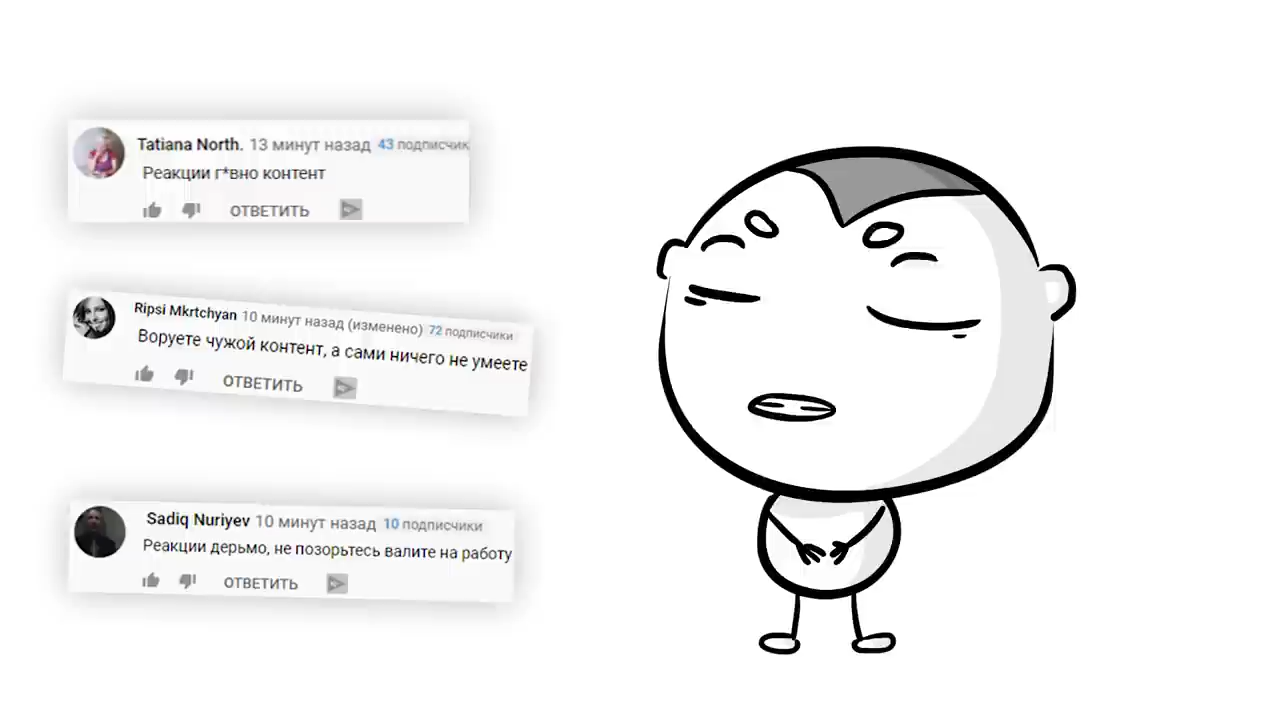 Tatiana North. 13 минут назад 43 подписчик
Реакции г*вно контент
ОТВЕТИТЬ
Ripsi Mkrtchyan 10 минут назад (изменено) 72 подписчики
Воруете чужой контент, а сами ничего не умеете
ОТВЕТИТЬ
Sadiq Nuriyev 10 минут назад 10 подписчики
Реакции дерьмо, не позорьтесь валите на работу
ОТВЕТИТЬ